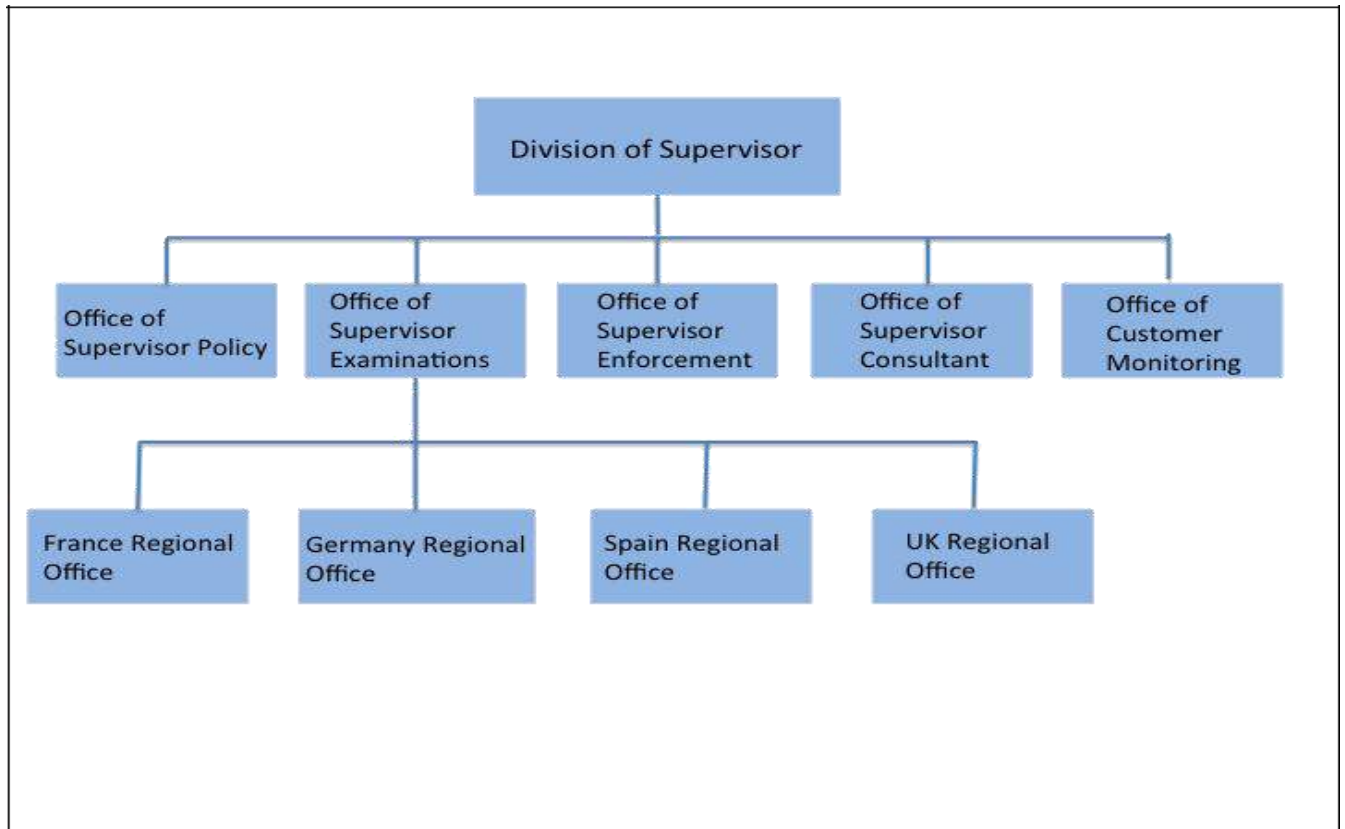 Division of Supervisor
Office of
Supervisor Policy
Office of
Supervisor
Examinations
Office of
Supervisor
Enforcement
Office of
Supervisor
Consultant
Office of
Customer
Monitoring
France Regional
Office
Germany Regional
Office
Spain Regional
Office
UK Regional
Office